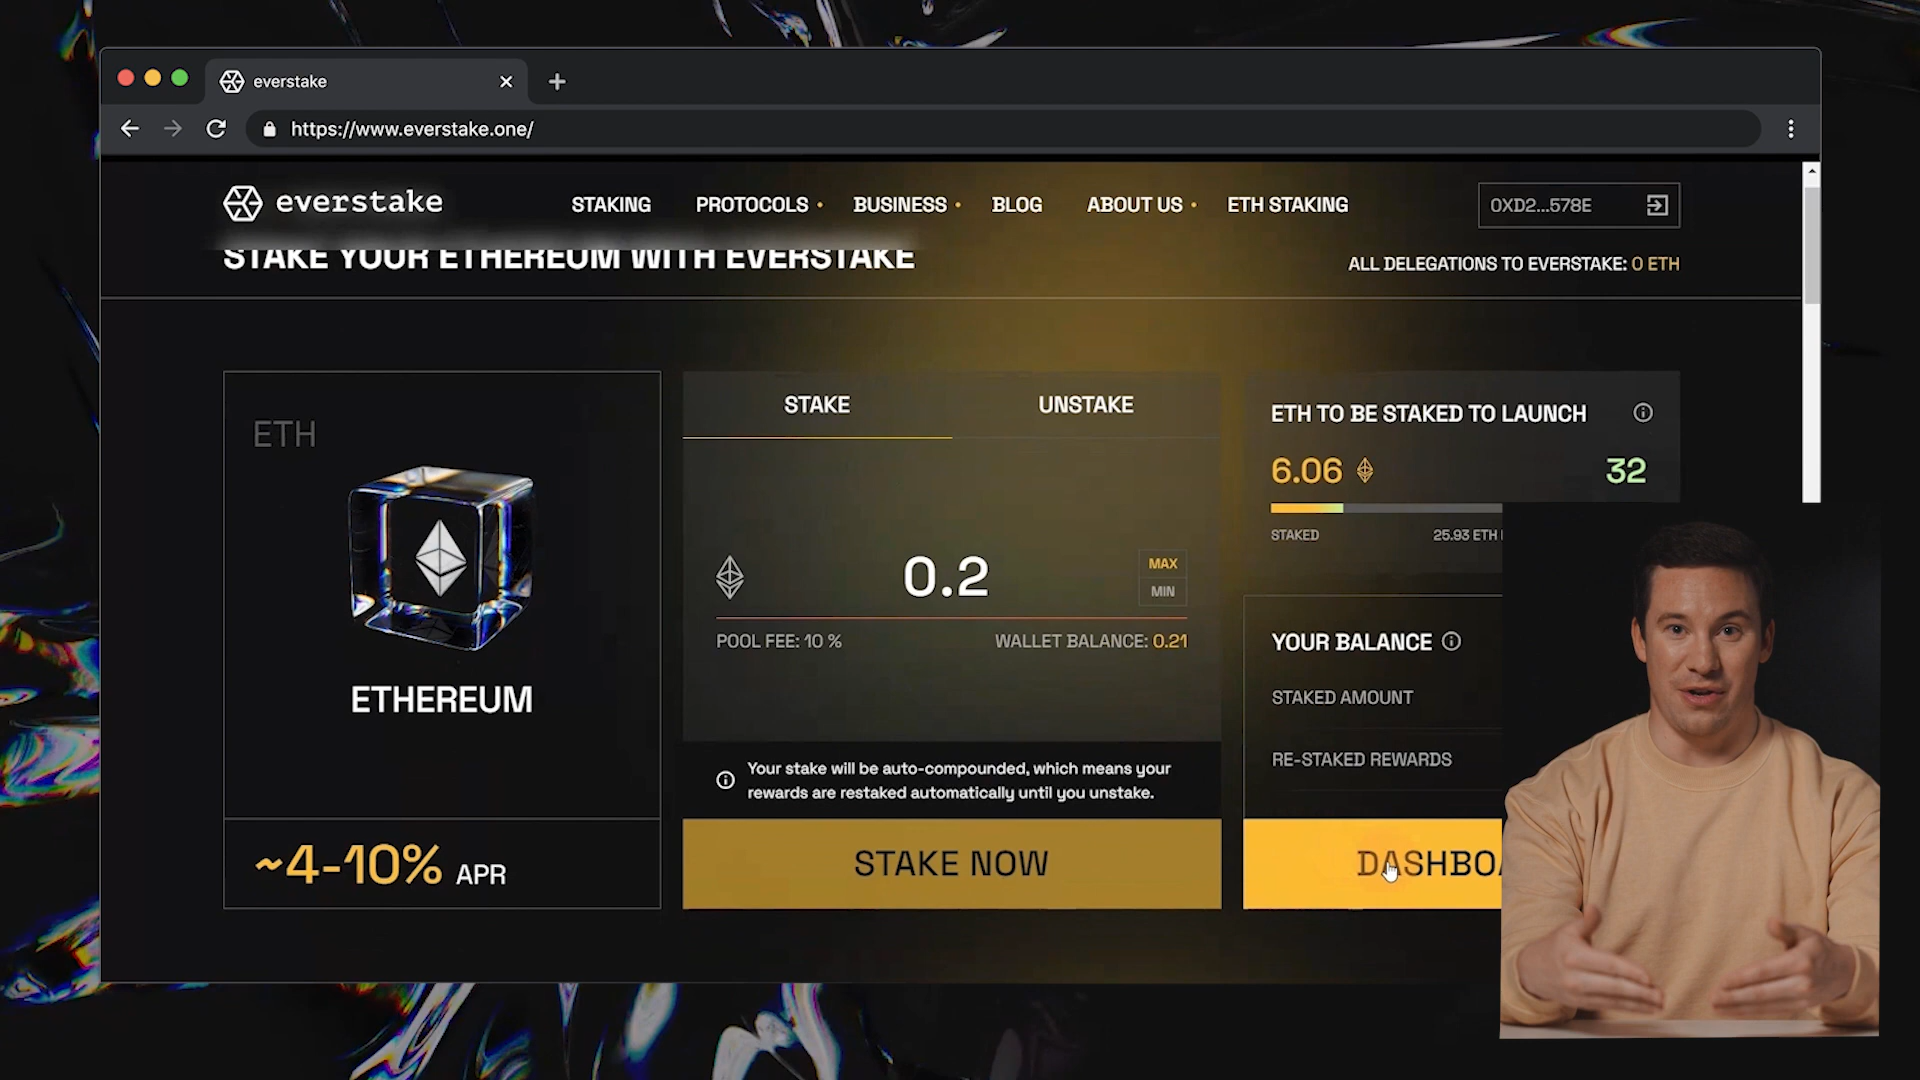 everstake
https://www.everstake.one/
everstake
STAKING
PROTOCOLS
BUSINESS
BLOG
ABOUT US
ETH STAKING
0XD2...578E
STAKE YOUR ETHEREUM WITH EVERSTAKE
ALL DELEGATIONS TO EVERSTAKE: 0 ETH
ETH
ETHEREUM
~4-10% APR
STAKE
UNSTAKE
0.2
MAX
MIN
POOL FEE: 10 %
WALLET BALANCE: 0.21
Your stake will be auto-compounded, which means your
rewards are restaked automatically until you unstake.
STAKE NOW
ETH TO BE STAKED TO LAUNCH
6.06
32
STAKED
25.93 ETH
YOUR BALANCE
STAKED AMOUNT
RE-STAKED REWARDS